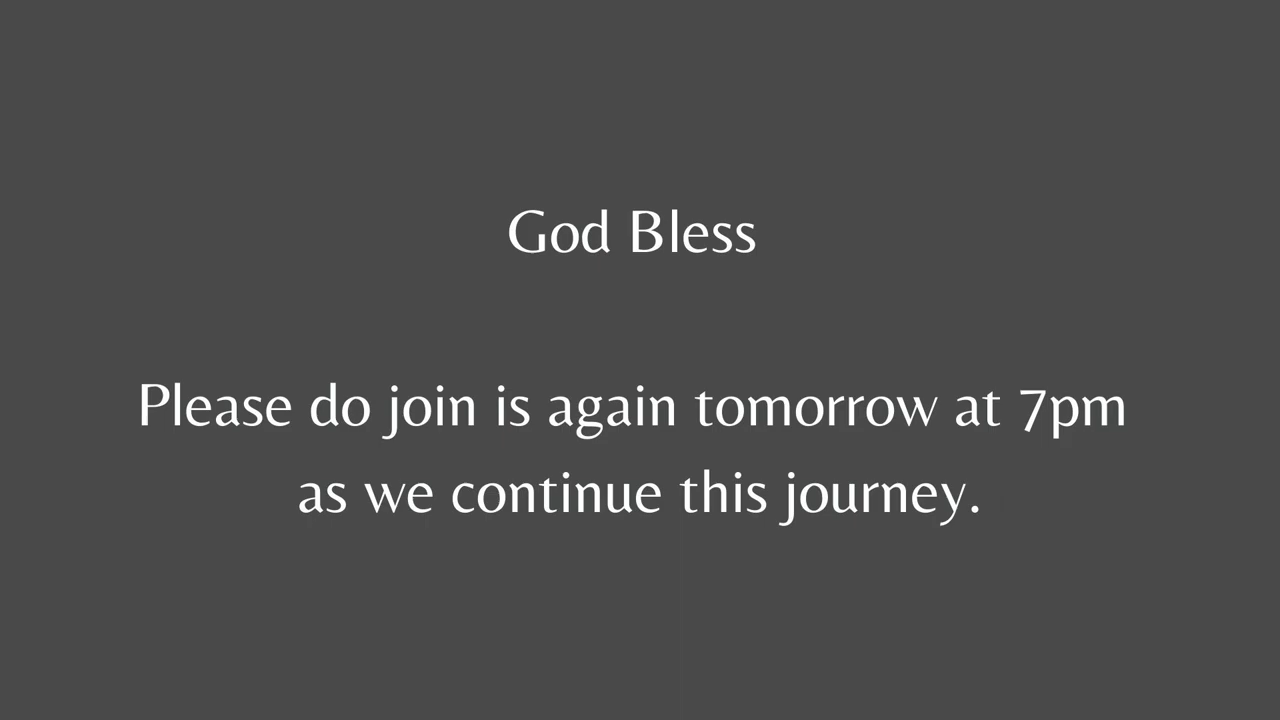 God Bless
Please do join is again tomorrow at 7pm
as we continue this journey.